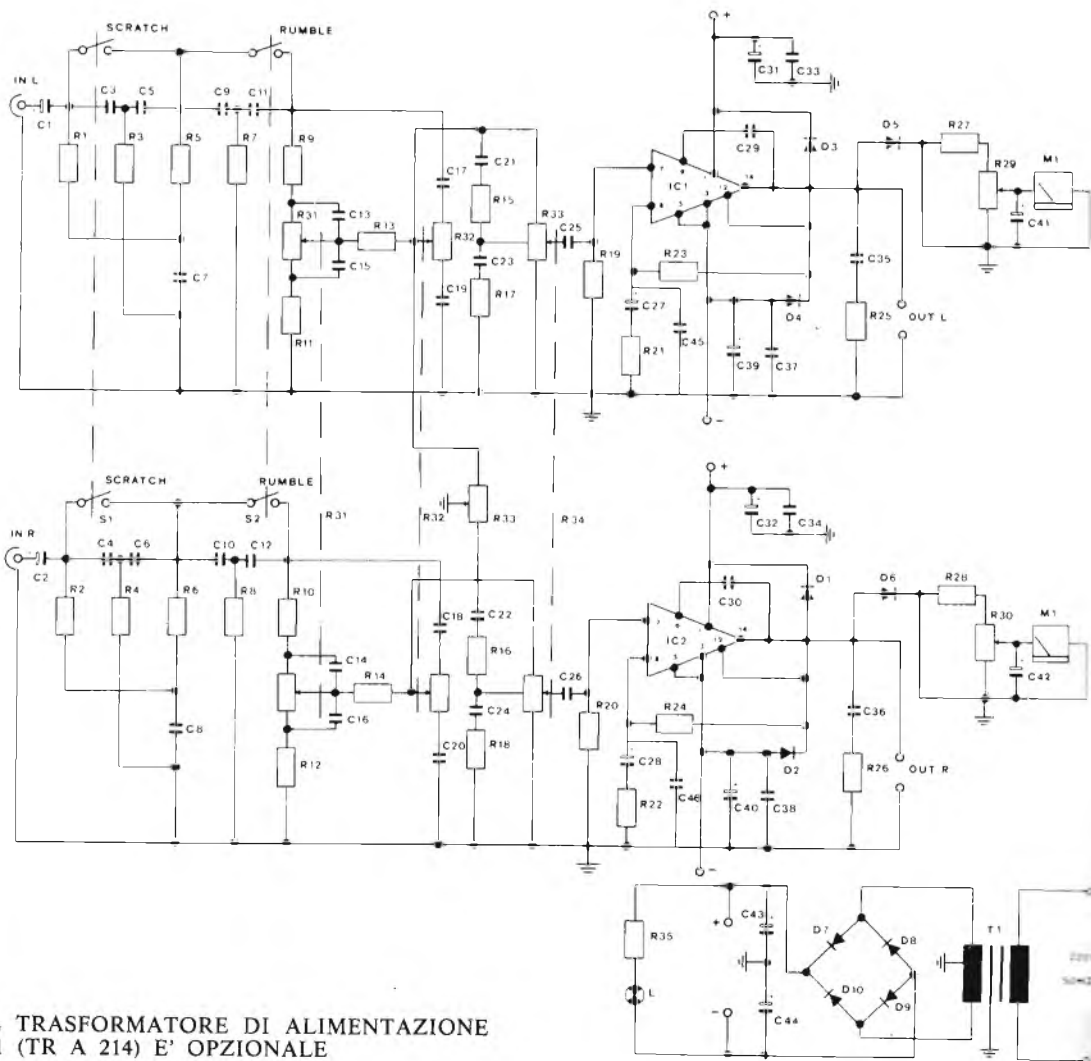 SCRATCH RUMBLE
IN L
C1 C3 C5 C9 C11
R1 R3 R5 R7 R9
C7
R31 C13 C15 R13
R11
C17 R32 C19
C21 R15 C23 R17
R33 C25 R19
+
C31 C33
7 8 IC1 14
C29 D3
R23
C27 R21 C45
C39 C37 D4
C35 R25 OUT L
D5 R27 R29 C41 M1
-
SCRATCH RUMBLE
S1 S2
IN R
C2 C4 C6 C10 C12
R2 R4 R6 R8 R10
C8
R31 C14 C16 R14
R12
R32 C18 C20
R33
C22 R16 C24 R18
R34 C26 R20
+
C32 C34
IC2 14
C30 D1
R24
C28 R22 C46
C40 C38 D2
C36 R26 OUT R
D6 R28 R30 C42 M1
-
R35 L
+ C43
- C44
D7 D8
D10 D9
T1
TRASFORMATORE DI ALIMENTAZIONE
(TR A 214) E' OPZIONALE